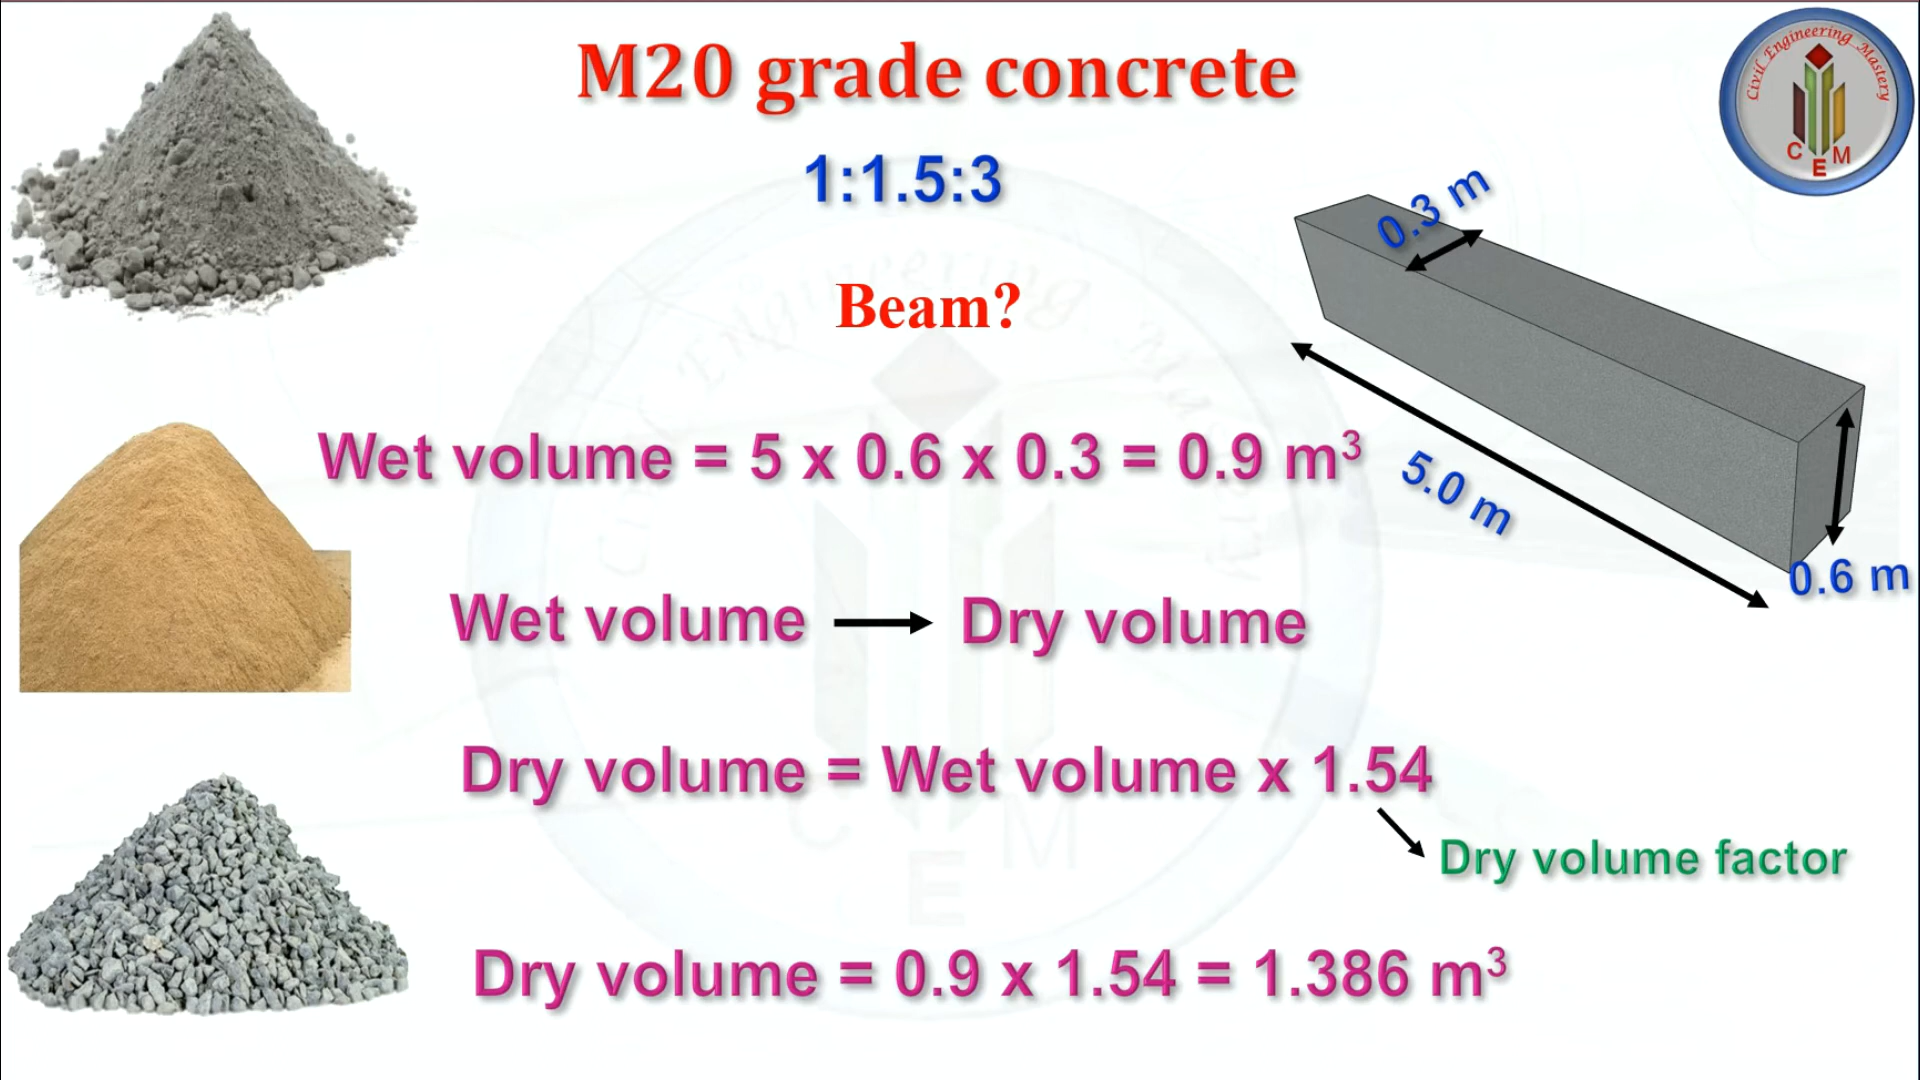 M20 grade concrete
Civil Engineering Mastery
C E M
1:1.5:3
0.3 m
Beam?
Wet volume = 5 x 0.6 x 0.3 = 0.9 m³
5.0 m
0.6 m
Wet volume → Dry volume
Dry volume = Wet volume x 1.54
Dry volume factor
Dry volume = 0.9 x 1.54 = 1.386 m³